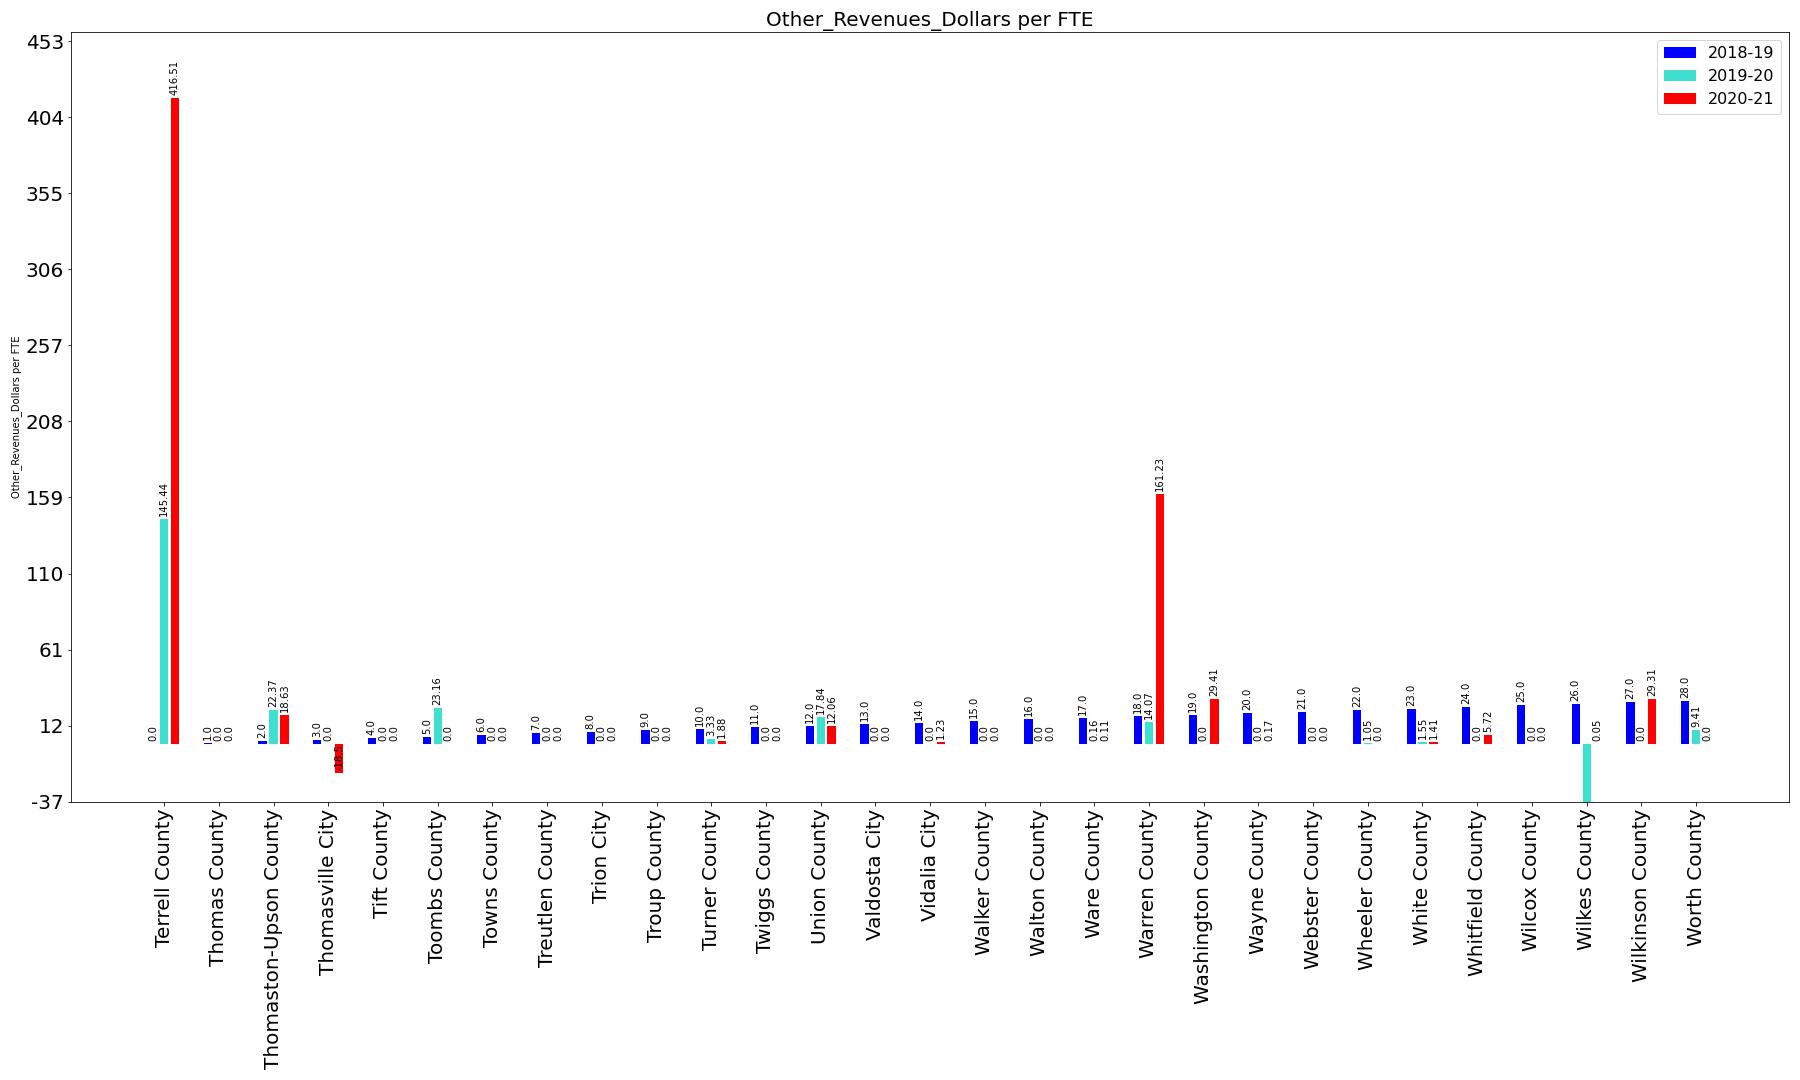 Other_Revenues_Dollars per FTE
2018-19
2019-20
2020-21
Other_Revenues_Dollars per FTE
453
404
355
306
257
208
159
110
61
12
-37
0.0 145.44 416.51
1.0 0.0 0.0
2.0 22.37 18.63
3.0 0.0
4.0 0.0 0.0
5.0 23.16 0.0
6.0 0.0 0.0
7.0 0.0 0.0
8.0 0.0 0.0
9.0 0.0 0.0
10.0 3.33 1.88
11.0 0.0 0.0
12.0 17.84 12.06
13.0 0.0 0.0
14.0 0.0 1.23
15.0 0.0 0.0
16.0 0.0 0.0
17.0 0.16 0.11
18.0 14.07 161.23
19.0 0.0 29.41
20.0 0.0 0.17
21.0 0.0 0.0
22.0 1.05 0.0
23.0 1.55 1.41
24.0 0.0 5.72
25.0 0.0 0.0
26.0 0.05
27.0 0.0 29.31
28.0 9.41 0.0
Terrell County
Thomas County
Thomaston-Upson County
Thomasville City
Tift County
Toombs County
Towns County
Treutlen County
Trion City
Troup County
Turner County
Twiggs County
Union County
Valdosta City
Vidalia City
Walker County
Walton County
Ware County
Warren County
Washington County
Wayne County
Webster County
Wheeler County
White County
Whitfield County
Wilcox County
Wilkes County
Wilkinson County
Worth County